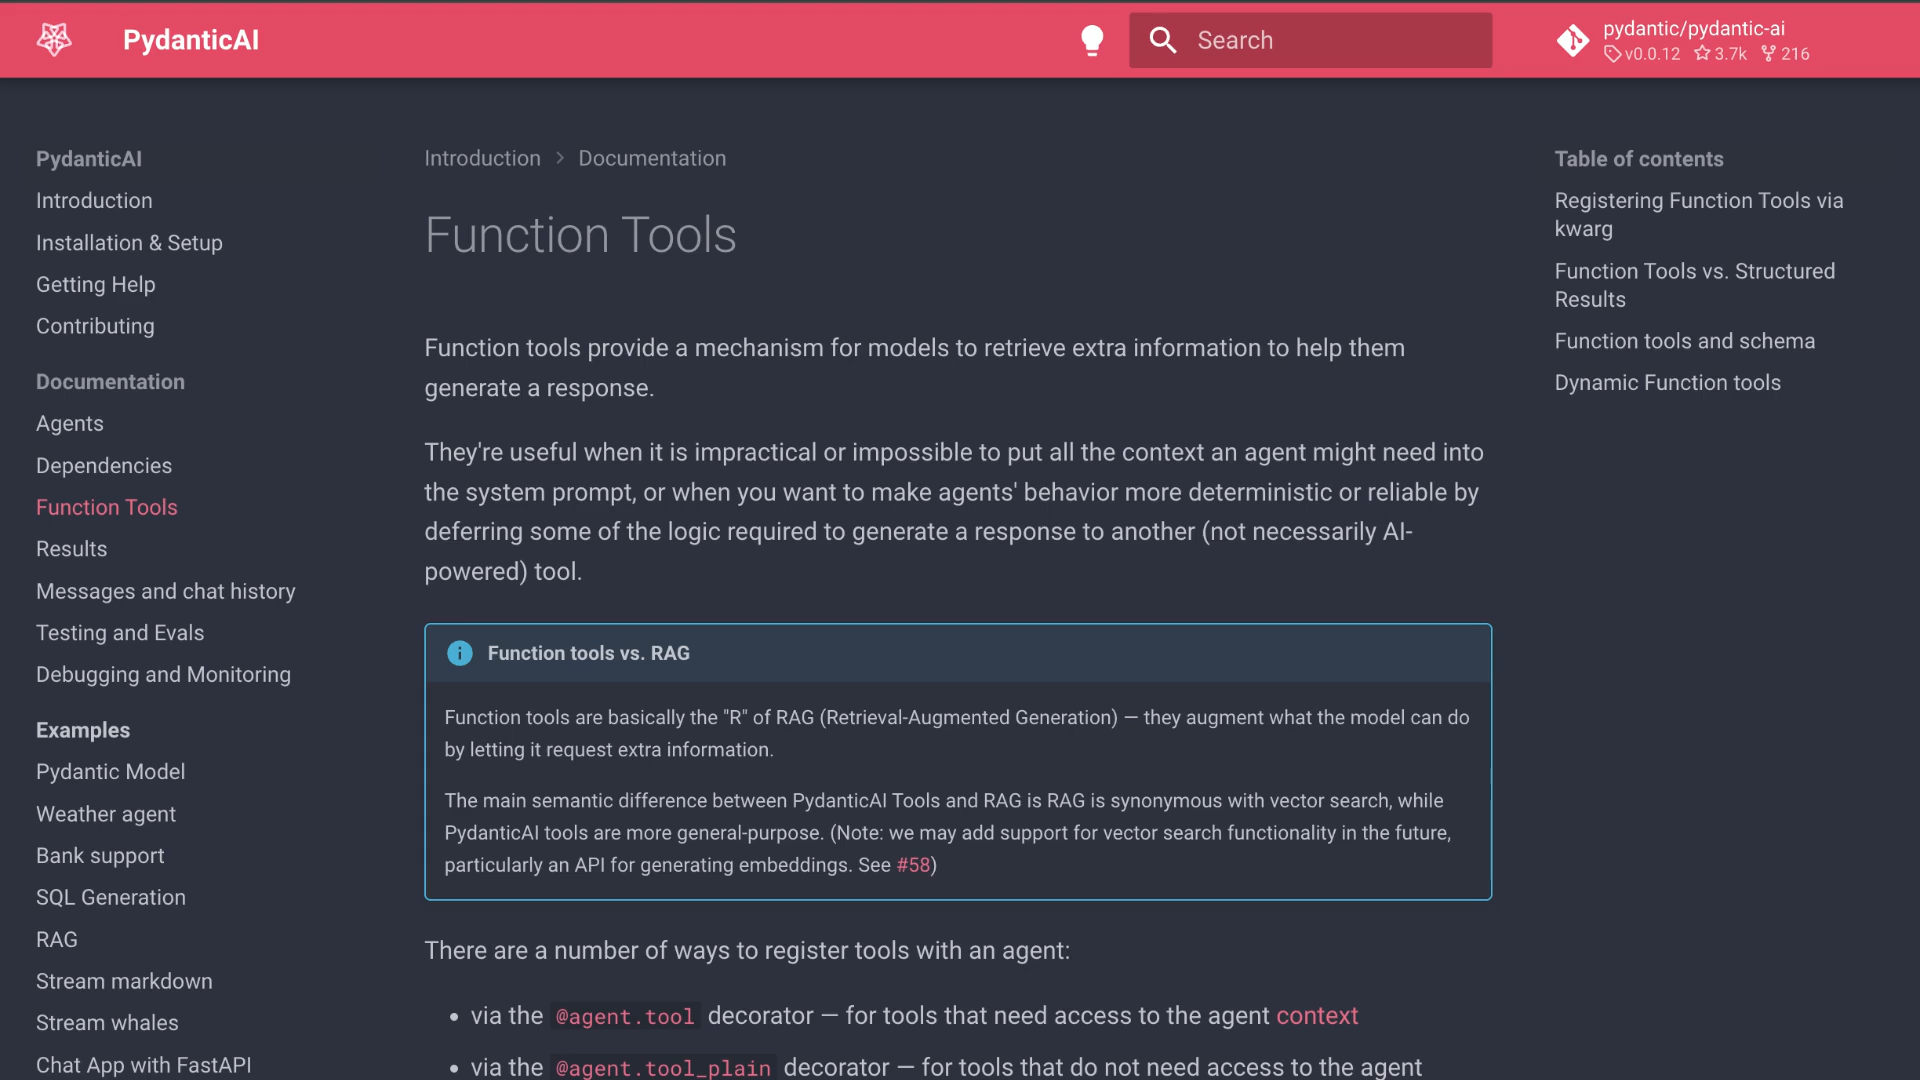 PydanticAI
Search
pydantic/pydantic-ai
v0.0.12 3.7k 216
PydanticAI
Introduction
Installation & Setup
Getting Help
Contributing
Documentation
Agents
Dependencies
Function Tools
Results
Messages and chat history
Testing and Evals
Debugging and Monitoring
Examples
Pydantic Model
Weather agent
Bank support
SQL Generation
RAG
Stream markdown
Stream whales
Chat App with FastAPI
Introduction > Documentation
Function Tools
Function tools provide a mechanism for models to retrieve extra information to help them
generate a response.
They're useful when it is impractical or impossible to put all the context an agent might need into
the system prompt, or when you want to make agents' behavior more deterministic or reliable by
deferring some of the logic required to generate a response to another (not necessarily AI-
powered) tool.
Function tools vs. RAG
Function tools are basically the "R" of RAG (Retrieval-Augmented Generation) — they augment what the model can do
by letting it request extra information.
The main semantic difference between PydanticAI Tools and RAG is RAG is synonymous with vector search, while
PydanticAI tools are more general-purpose. (Note: we may add support for vector search functionality in the future,
particularly an API for generating embeddings. See #58)
There are a number of ways to register tools with an agent:
• via the @agent.tool decorator — for tools that need access to the agent context
• via the @agent.tool_plain decorator — for tools that do not need access to the agent
Table of contents
Registering Function Tools via
kwarg
Function Tools vs. Structured
Results
Function tools and schema
Dynamic Function tools